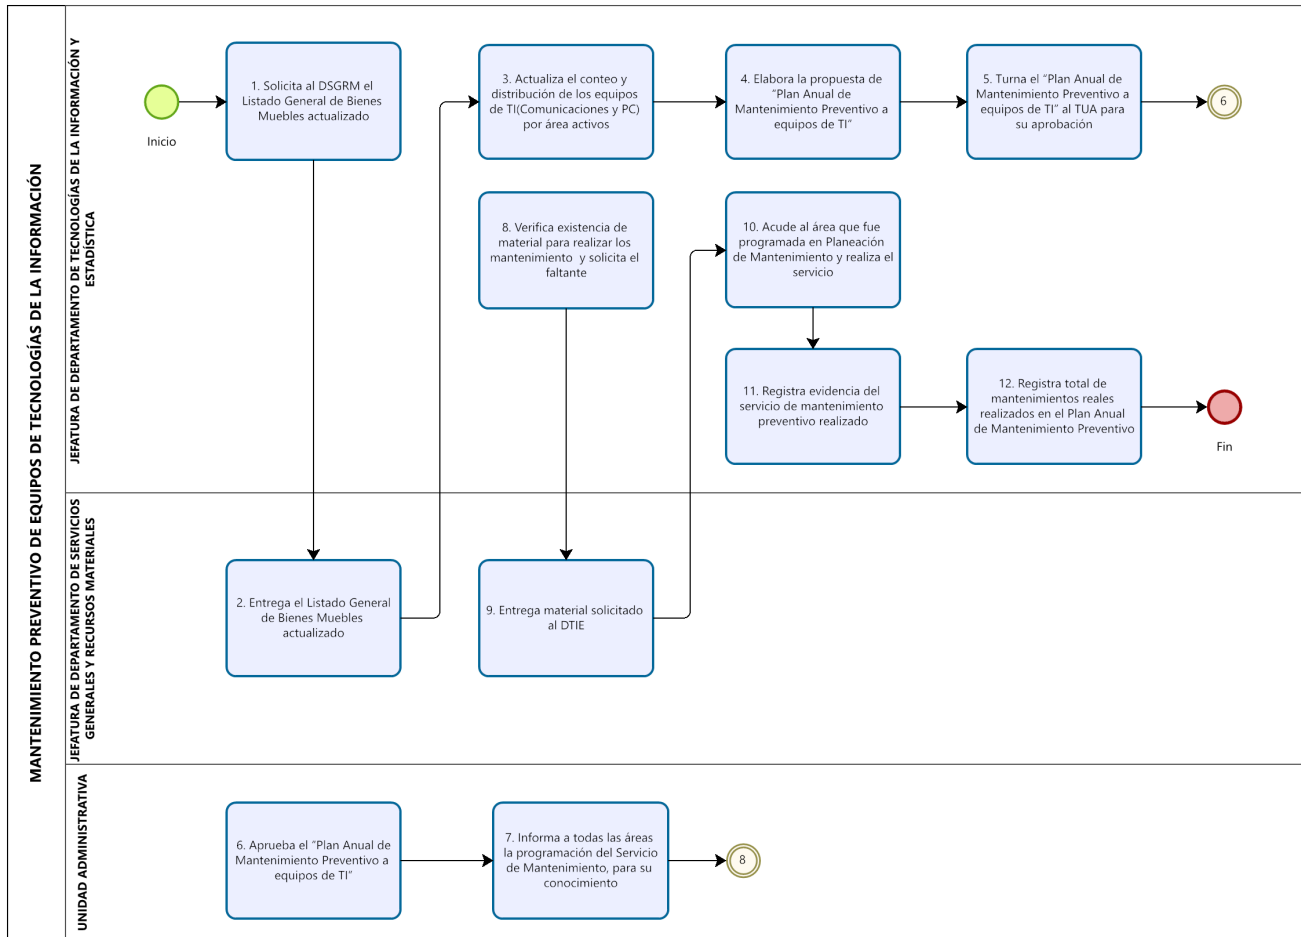 MANTENIMIENTO PREVENTIVO DE EQUIPOS DE TECNOLOGÍAS DE LA INFORMACIÓN
JEFATURA DE DEPARTAMENTO DE TECNOLOGÍAS DE LA INFORMACIÓN Y
ESTADÍSTICA
Inicio
1. Solicita al DSGRM el
Listado General de Bienes
Muebles actualizado
3. Actualiza el conteo y
distribución de los equipos
de TI(Comunicaciones y PC)
por área activos
4. Elabora la propuesta de
"Plan Anual de
Mantenimiento Preventivo a
equipos de TI"
5. Turna el "Plan Anual de
Mantenimiento Preventivo a
equipos de TI" al TUA para
su aprobación
6
8. Verifica existencia de
material para realizar los
mantenimiento y solicita el
faltante
10. Acude al área que fue
programada en Planeación
de Mantenimiento y realiza el
servicio
11. Registra evidencia del
servicio de mantenimiento
preventivo realizado
12. Registra total de
mantenimientos reales
realizados en el Plan Anual
de Mantenimiento Preventivo
Fin
JEFATURA DE DEPARTAMENTO DE SERVICIOS
GENERALES Y RECURSOS MATERIALES
2. Entrega el Listado General
de Bienes Muebles
actualizado
9. Entrega material solicitado
al DTIE
UNIDAD ADMINISTRATIVA
6. Aprueba el "Plan Anual de
Mantenimiento Preventivo a
equipos de TI"
7. Informa a todas las áreas
la programación del Servicio
de Mantenimiento, para su
conocimiento
8